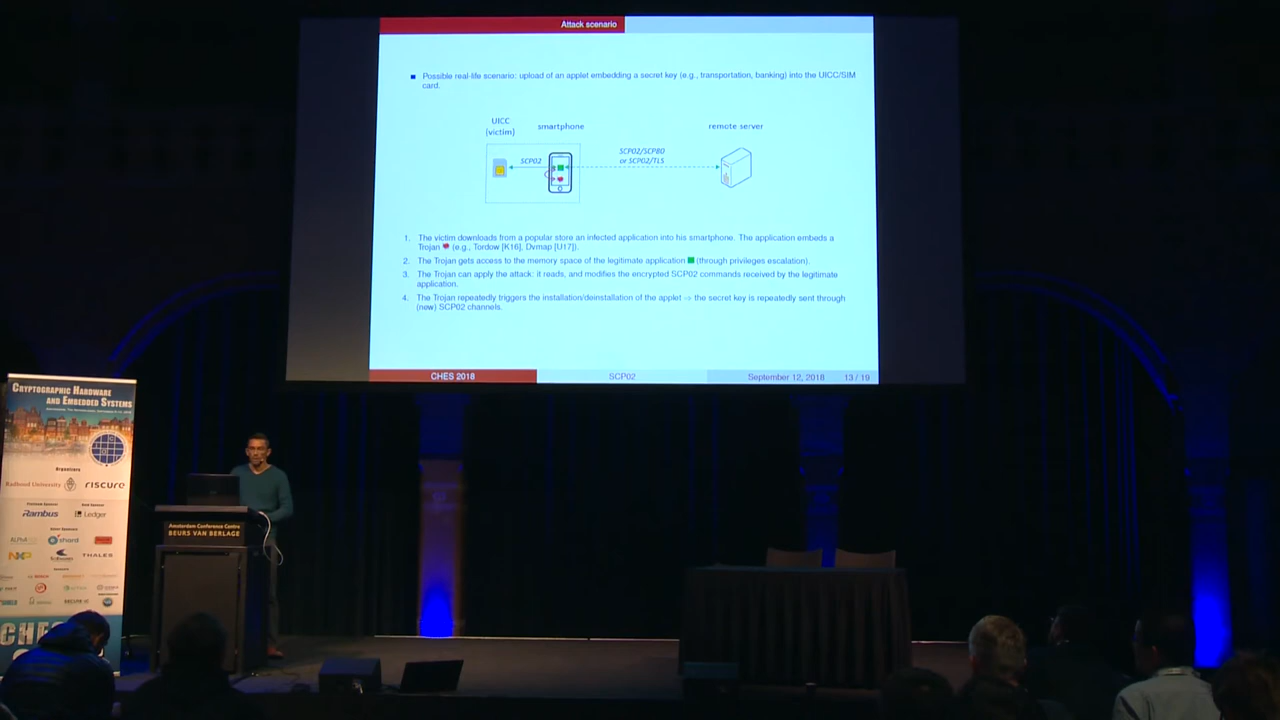 Attack scenario
Possible real-life scenario: upload of an applet embedding a secret key (e.g., transportation, banking) into the UICC/SIM
card.
UICC
(victim)
smartphone
remote server
SCP02
SCP02/SCP80
or SCP02/TLS
1. The victim downloads from a popular store an infected application into his smartphone. The application embeds a
Trojan (e.g., Tordow [K16], Dvmap [U17]).
2. The Trojan gets access to the memory space of the legitimate application (through privileges escalation).
3. The Trojan can apply the attack: it reads, and modifies the encrypted SCP02 commands received by the legitimate
application.
4. The Trojan repeatedly triggers the installation/deinstallation of the applet → the secret key is repeatedly sent through
(new) SCP02 channels.
CHES 2018
SCP02
September 12, 2018
13 / 19
CRYPTOGRAPHIC HARDWARE
AND EMBEDDED SYSTEMS
Organizers
Radboud University
riscure
Rambus
Ledger
NXP
THALES
CHES
Amsterdam Conference Centre
BEURS VAN BERLAGE